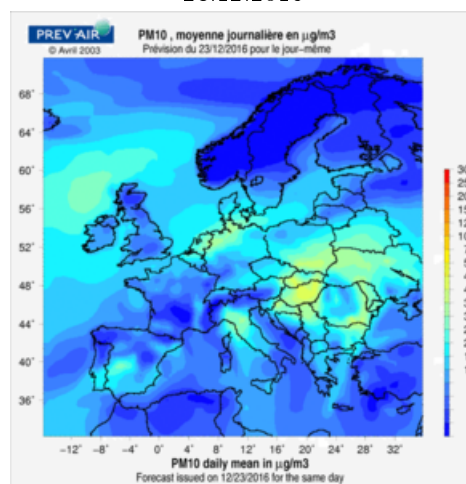 PREV'AIR
© Avril 2003
PM10 , moyenne journalière en µg/m3
Prévision du 23/12/2016 pour le jour-même
68°
64°
60°
56°
52°
48°
44°
40°
36°
-12° -8° -4° 0° 4° 8° 12° 16° 20° 24° 28° 32°
PM10 daily mean in µg/m3
Forecast issued on 12/23/2016 for the same day